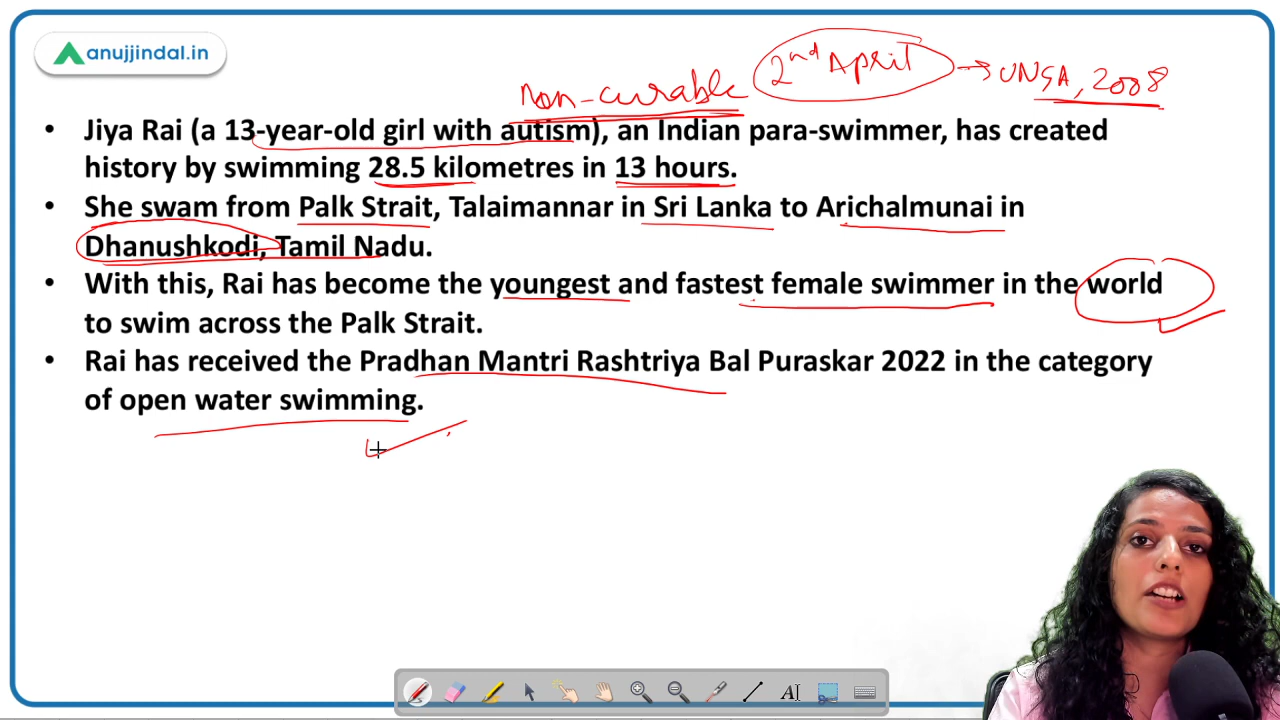 anujjindal.in
2nd April → UNGA, 2008
non-curable
• Jiya Rai (a 13-year-old girl with autism), an Indian para-swimmer, has created
history by swimming 28.5 kilometres in 13 hours.
• She swam from Palk Strait, Talaimannar in Sri Lanka to Arichalmunai in
Dhanushkodi, Tamil Nadu.
• With this, Rai has become the youngest and fastest female swimmer in the world
to swim across the Palk Strait.
• Rai has received the Pradhan Mantri Rashtriya Bal Puraskar 2022 in the category
of open water swimming.
AI